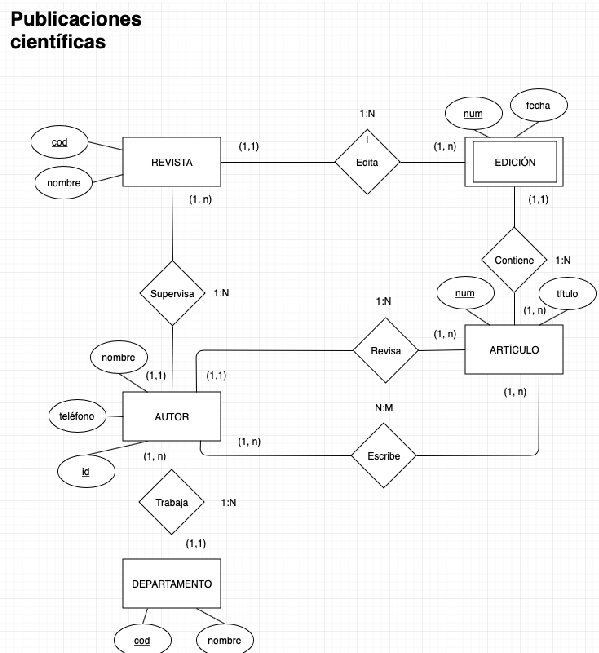 Publicaciones
científicas
1:N
num
fecha
cod
(1,1)
I
(1, n)
REVISTA
Edita
EDICIÓN
nombre
(1, n)
(1,1)
Contiene
1:N
Supervisa
1:N
num
título
1:N
(1, n)
(1, n)
Revisa
ARTÍCULO
nombre
(1,1)
(1,1)
(1, n)
teléfono
AUTOR
N:M
(1, n)
(1, n)
Escribe
id
Trabaja
1:N
(1,1)
DEPARTAMENTO
cod
nombre